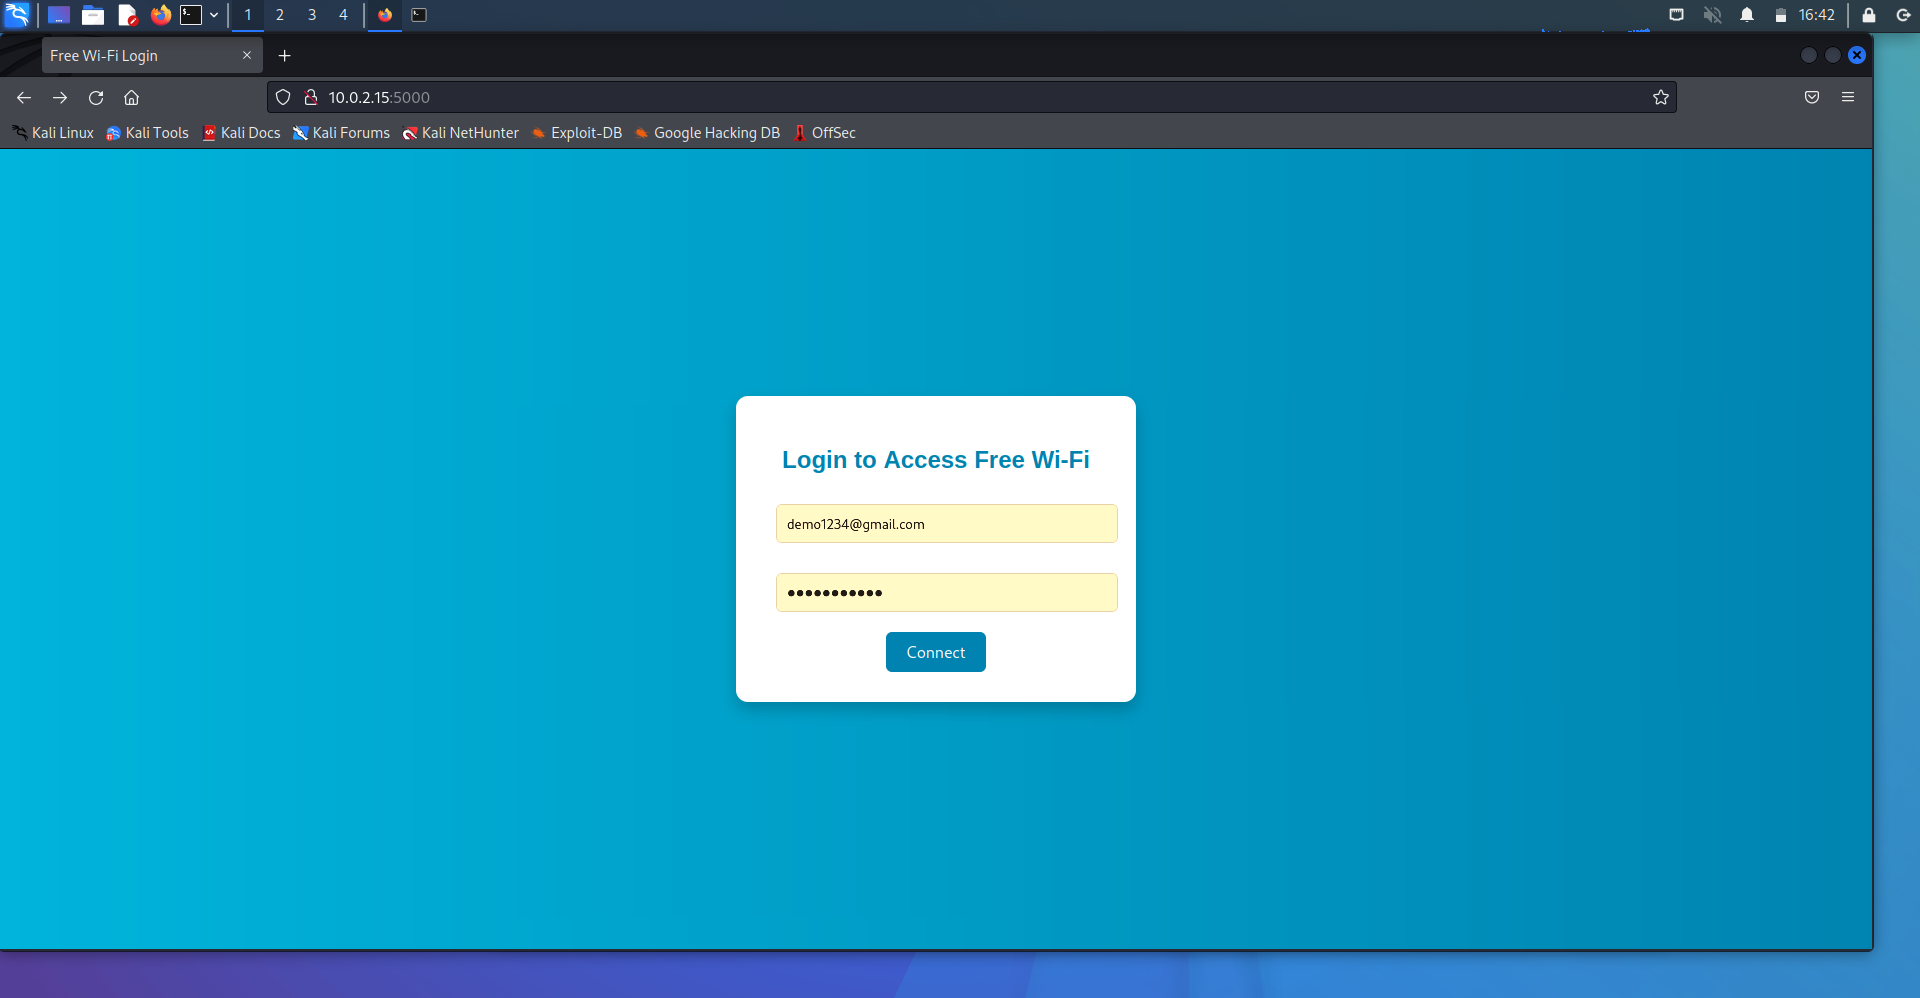 1 2 3 4 16:42
Free Wi-Fi Login
10.0.2.15:5000
Kali Linux Kali Tools Kali Docs Kali Forums Kali NetHunter Exploit-DB Google Hacking DB OffSec
Login to Access Free Wi-Fi
demo1234@gmail.com
•••••••••••
Connect